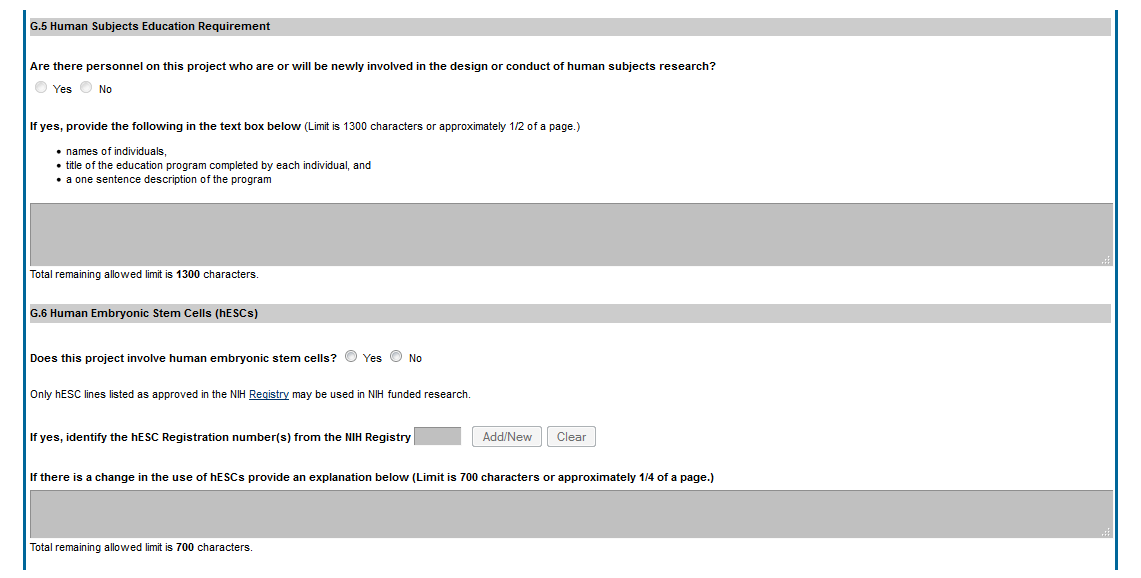 G.5 Human Subjects Education Requirement
Are there personnel on this project who are or will be newly involved in the design or conduct of human subjects research?
Yes No
If yes, provide the following in the text box below (Limit is 1300 characters or approximately 1/2 of a page.)
• names of individuals,
• title of the education program completed by each individual, and
• a one sentence description of the program
Total remaining allowed limit is 1300 characters.
G.6 Human Embryonic Stem Cells (hESCs)
Does this project involve human embryonic stem cells? Yes No
Only hESC lines listed as approved in the NIH Registry may be used in NIH funded research.
If yes, identify the hESC Registration number(s) from the NIH Registry Add/New Clear
If there is a change in the use of hESCs provide an explanation below (Limit is 700 characters or approximately 1/4 of a page.)
Total remaining allowed limit is 700 characters.